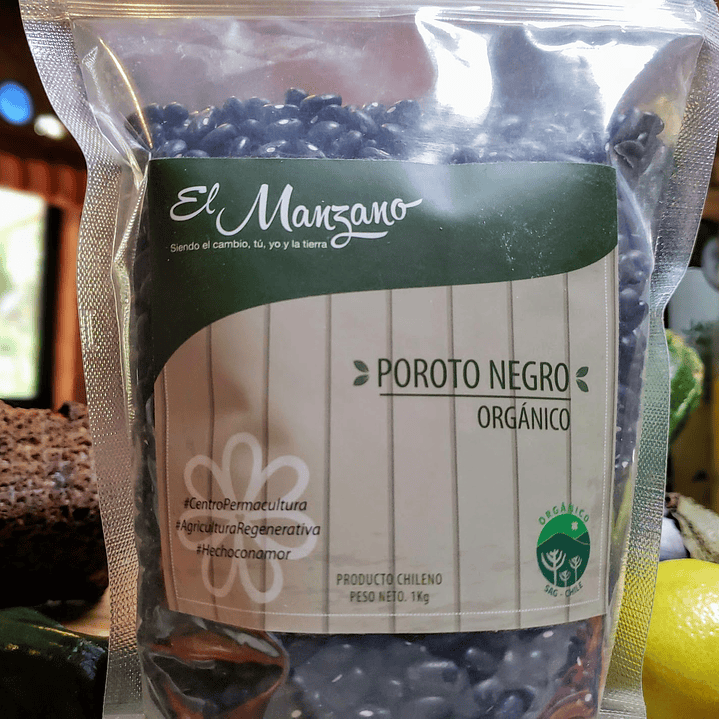 El Manzano
Siendo el cambio, tú, yo y la tierra
POROTO NEGRO
ORGÁNICO
#CentroPermacultura
#AgriculturaRegenerativa
#Hechoconamor
PRODUCTO CHILENO
PESO NETO. 1Kg
ORGÁNICO
SAG - CHILE